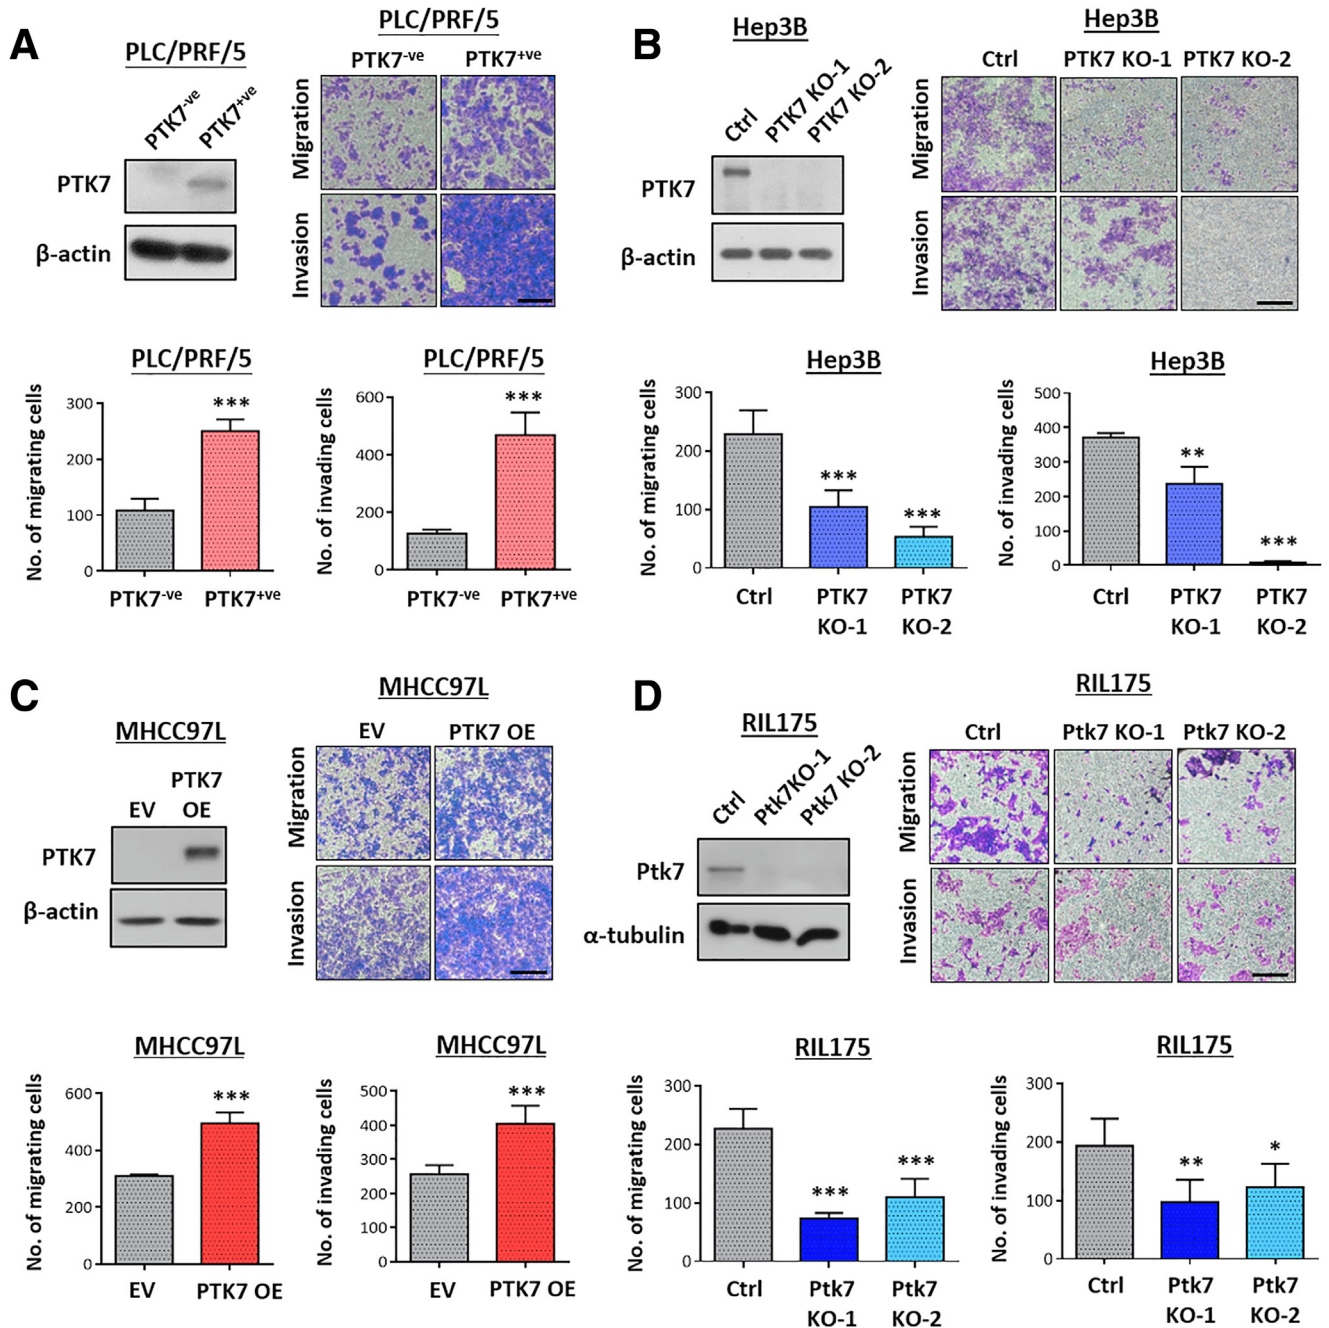 A
PLC/PRF/5
PTK7-ve
PTK7+ve
PTK7
β-actin
PLC/PRF/5
PTK7-ve PTK7+ve
Migration
Invasion
PLC/PRF/5
No. of migrating cells
300
200
100
0
***
PTK7-ve PTK7+ve
PLC/PRF/5
No. of invading cells
600
400
200
0
***
PTK7-ve PTK7+ve
B
Hep3B
Ctrl
PTK7 KO-1
PTK7 KO-2
PTK7
β-actin
Hep3B
Ctrl PTK7 KO-1 PTK7 KO-2
Migration
Invasion
Hep3B
No. of migrating cells
300
200
100
0
***
***
Ctrl PTK7 PTK7
KO-1 KO-2
Hep3B
No. of invading cells
500
400
300
200
100
0
**
***
Ctrl PTK7 PTK7
KO-1 KO-2
C
MHCC97L
PTK7
EV OE
PTK7
β-actin
MHCC97L
EV PTK7 OE
Migration
Invasion
MHCC97L
No. of migrating cells
600
400
200
0
***
EV PTK7 OE
MHCC97L
No. of invading cells
500
400
300
200
100
0
***
EV PTK7 OE
D
RIL175
Ctrl
Ptk7KO-1
Ptk7 KO-2
Ptk7
α-tubulin
RIL175
Ctrl Ptk7 KO-1 Ptk7 KO-2
Migration
Invasion
RIL175
No. of migrating cells
300
200
100
0
***
***
Ctrl Ptk7 Ptk7
KO-1 KO-2
RIL175
No. of invading cells
300
200
100
0
**
*
Ctrl Ptk7 Ptk7
KO-1 KO-2